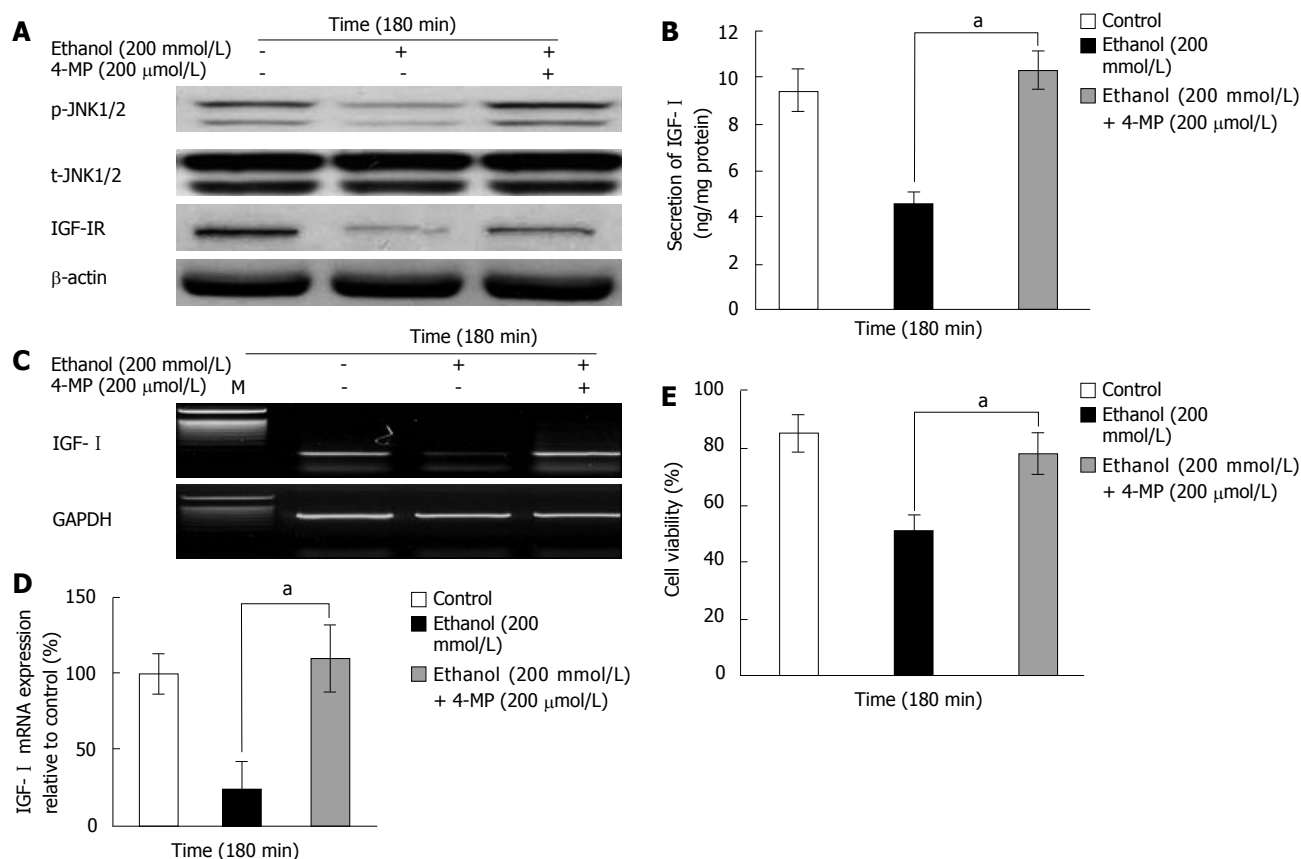 A
Time (180 min)
Ethanol (200 mmol/L) - + +
4-MP (200 μmol/L) - - +
p-JNK1/2
t-JNK1/2
IGF-IR
β-actin
B
Secretion of IGF-Ⅰ
(ng/mg protein)
12
10
8
6
4
2
0
a
Time (180 min)
Control
Ethanol (200
mmol/L)
Ethanol (200 mmol/L)
+ 4-MP (200 μmol/L)
C
Time (180 min)
Ethanol (200 mmol/L) - + +
4-MP (200 μmol/L) M - - +
IGF-Ⅰ
GAPDH
D
IGF-Ⅰ mRNA expression
relative to control (%)
150
100
50
0
a
Time (180 min)
Control
Ethanol (200
mmol/L)
Ethanol (200 mmol/L)
+ 4-MP (200 μmol/L)
E
Cell viability (%)
100
80
60
40
20
0
a
Time (180 min)
Control
Ethanol (200
mmol/L)
Ethanol (200 mmol/L)
+ 4-MP (200 μmol/L)